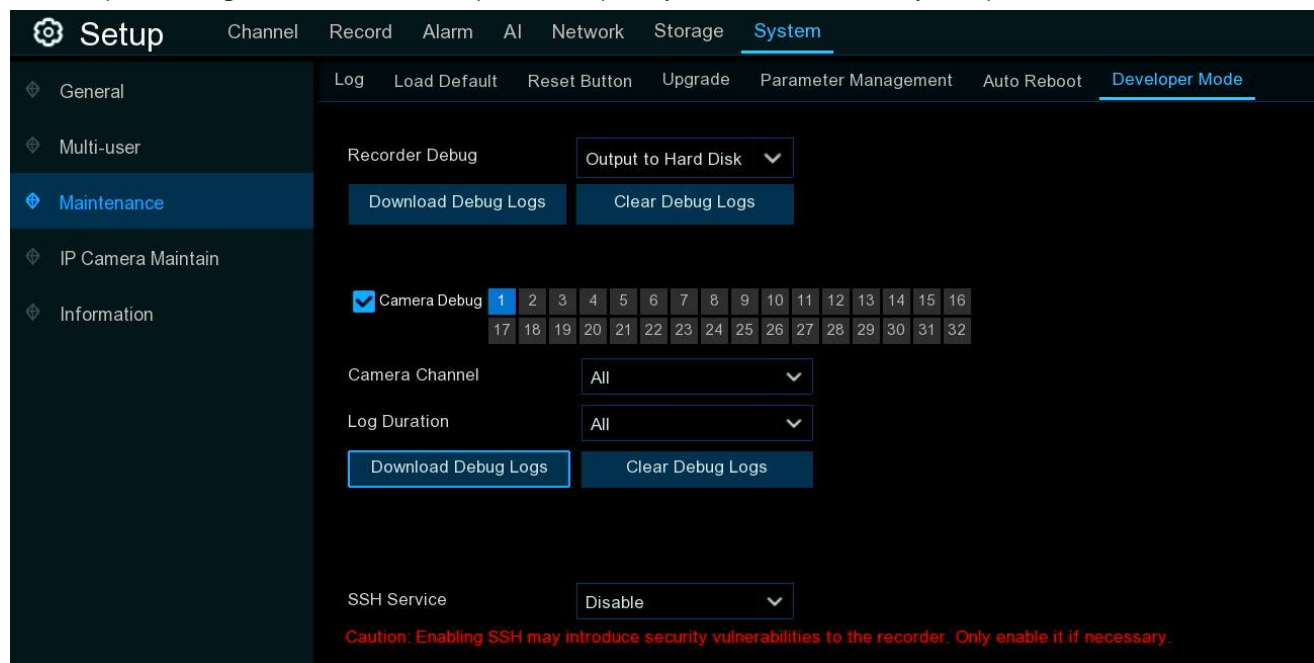 Setup Channel Record Alarm AI Network Storage System
General
Multi-user
Maintenance
IP Camera Maintain
Information
Log Load Default Reset Button Upgrade Parameter Management Auto Reboot Developer Mode
Recorder Debug Output to Hard Disk
Download Debug Logs Clear Debug Logs
Camera Debug 1 2 3 4 5 6 7 8 9 10 11 12 13 14 15 16
17 18 19 20 21 22 23 24 25 26 27 28 29 30 31 32
Camera Channel All
Log Duration All
Download Debug Logs Clear Debug Logs
SSH Service Disable
Caution: Enabling SSH may introduce security vulnerabilities to the recorder. Only enable it if necessary.